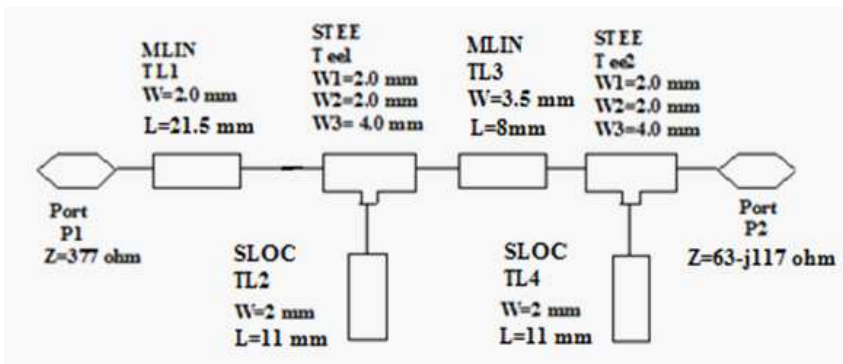 MLIN
TL1
W=2.0 mm
L=21.5 mm
STEE
Tee1
W1=2.0 mm
W2=2.0 mm
W3= 4.0 mm
MLIN
TL3
W=3.5 mm
L=8mm
STEE
Tee2
W1=2.0 mm
W2=2.0 mm
W3=4.0 mm
Port
P1
Z=377 ohm
SLOC
TL2
W=2 mm
L=11 mm
SLOC
TL4
W=2 mm
L=11 mm
Port
P2
Z=63-j117 ohm